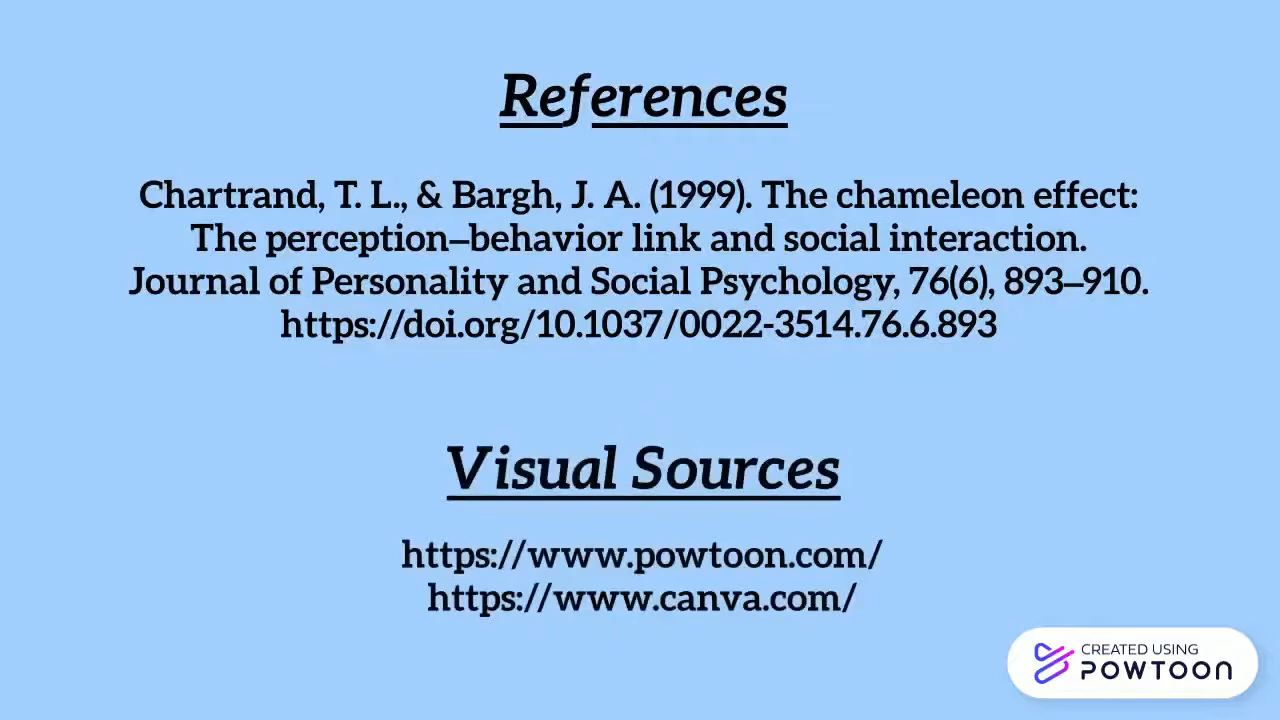 References
Chartrand, T. L., & Bargh, J. A. (1999). The chameleon effect:
The perception–behavior link and social interaction.
Journal of Personality and Social Psychology, 76(6), 893–910.
https://doi.org/10.1037/0022-3514.76.6.893
Visual Sources
https://www.powtoon.com/
https://www.canva.com/
CREATED USING
POWTOON